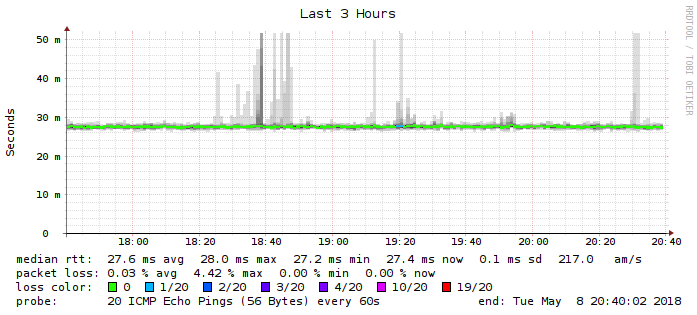 Last 3 Hours
RRDTOOL / TOBI OETIKER
Seconds
50 m
40 m
30 m
20 m
10 m
0
18:00 18:20 18:40 19:00 19:20 19:40 20:00 20:20 20:40
median rtt: 27.6 ms avg 28.0 ms max 27.2 ms min 27.4 ms now 0.1 ms sd 217.0 am/s
packet loss: 0.03 % avg 4.42 % max 0.00 % min 0.00 % now
loss color: 0 1/20 2/20 3/20 4/20 10/20 19/20
probe: 20 ICMP Echo Pings (56 Bytes) every 60s end: Tue May 8 20:40:02 2018